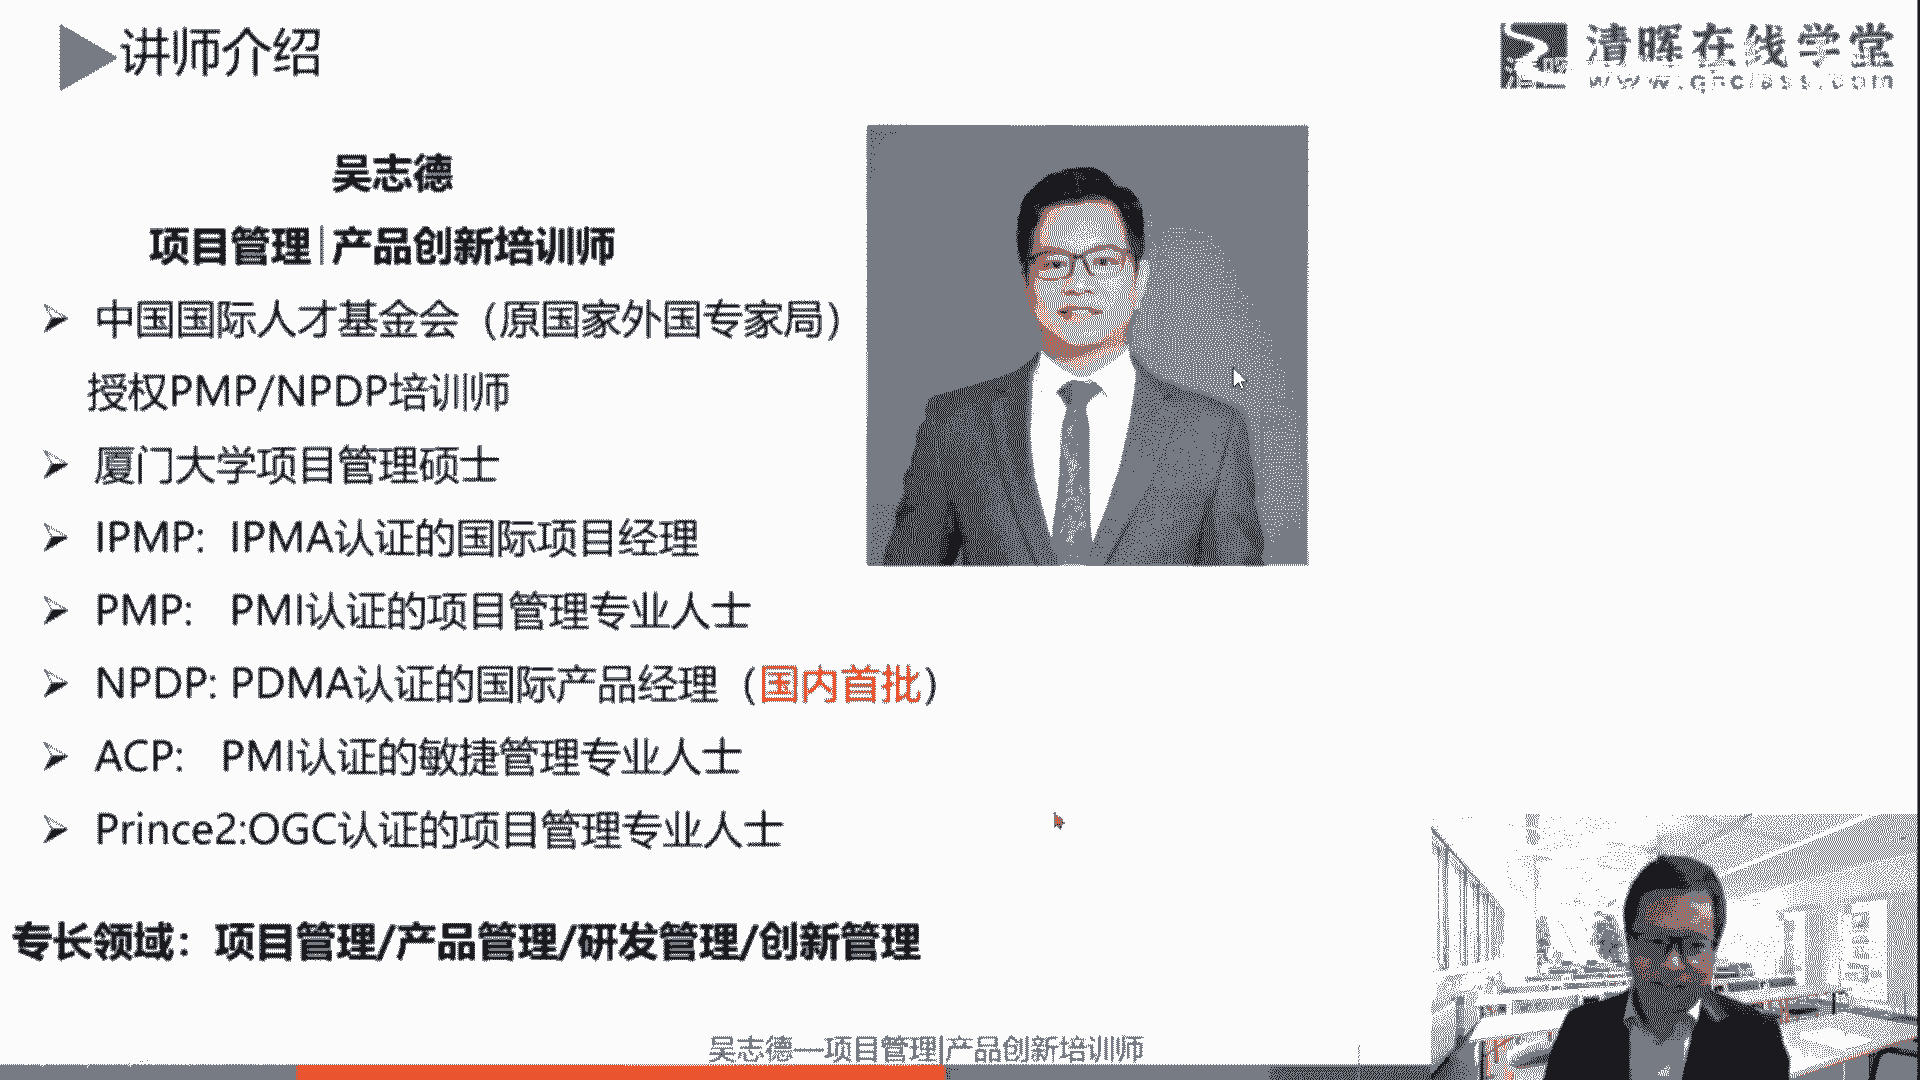 讲师介绍
清晖在线学堂
www.qhclass.com
吴志德
项目管理|产品创新培训师
中国国际人才基金会（原国家外国专家局）
授权PMP/NPDP培训师
厦门大学项目管理硕士
IPMP: IPMA认证的国际项目经理
PMP: PMI认证的项目管理专业人士
NPDP: PDMA认证的国际产品经理（国内首批）
ACP: PMI认证的敏捷管理专业人士
Prince2:OGC认证的项目管理专业人士
专长领域：项目管理/产品管理/研发管理/创新管理
吴志德—项目管理|产品创新培训师